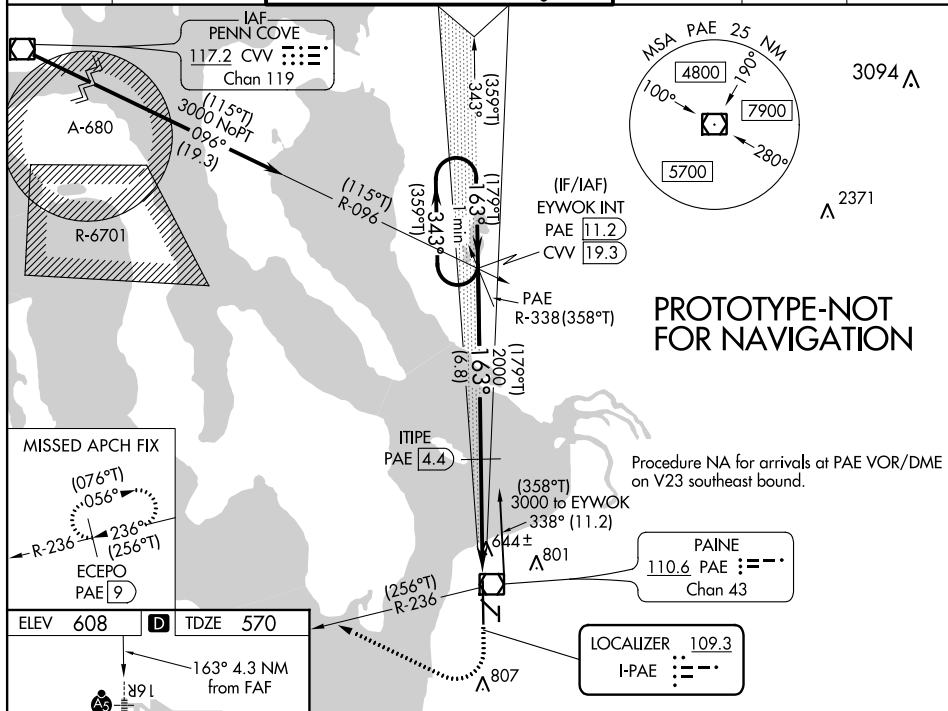 IAF
PENN COVE
117.2 CVV
Chan 119
A-680
R-6701
(115°T)
3000 NoPT
096°
(19.3)
(115°T)
R-096
(359°T)
343°
(359°T)
343°
1 min
163°
(179°T)
(IF/IAF)
EYWOK INT
PAE 11.2
CVV 19.3
PAE
R-338(358°T)
MSA PAE 25 NM
4800
190°
100°
7900
280°
5700
3094
2371
PROTOTYPE-NOT
FOR NAVIGATION
(179°T)
2000
163°
(6.8)
ITIPE
PAE 4.4
Procedure NA for arrivals at PAE VOR/DME
on V23 southeast bound.
(358°T)
3000 to EYWOK
338° (11.2)
644±
801
PAINE
110.6 PAE
Chan 43
LOCALIZER 109.3
I-PAE
807
(256°T)
R-236
MISSED APCH FIX
(076°T)
056°
R-236
236°
(256°T)
ECEPO
PAE 9
ELEV 608 D TDZE 570
163° 4.3 NM
from FAF
16R
A5